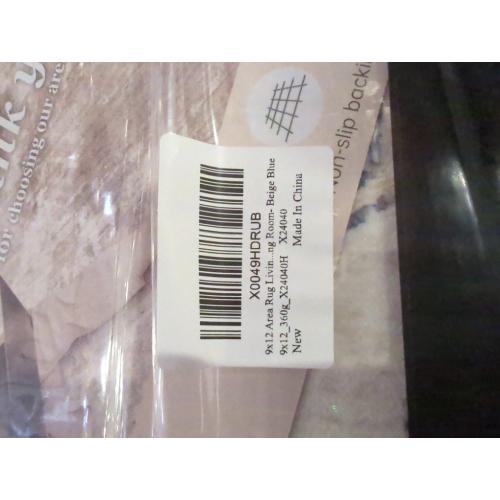 for choosing our are
Non-slip backi
X0049HDRUB
9x12 Area Rug Livin...ng Room- Beige Blue
9x12_360g_X24040H X24040
New Made In China